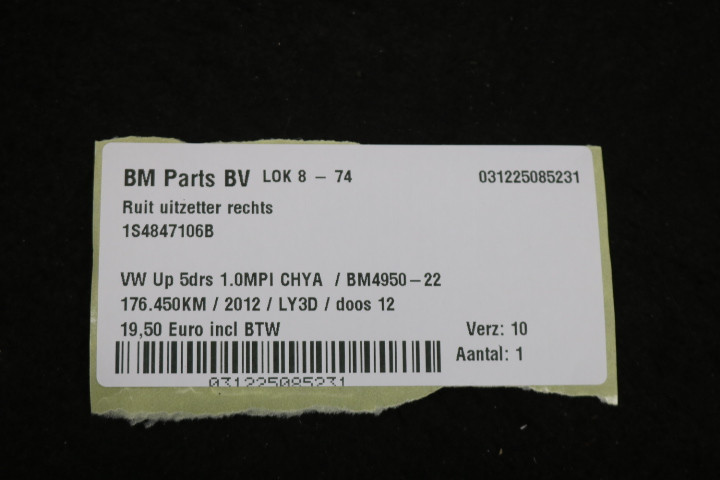 BM Parts BV LOK 8 - 74 031225085231
Ruit uitzetter rechts
1S4847106B
VW Up 5drs 1.0MPI CHYA / BM4950-22
176.450KM / 2012 / LY3D / doos 12
19,50 Euro incl BTW Verz: 10
Aantal: 1
031225085231